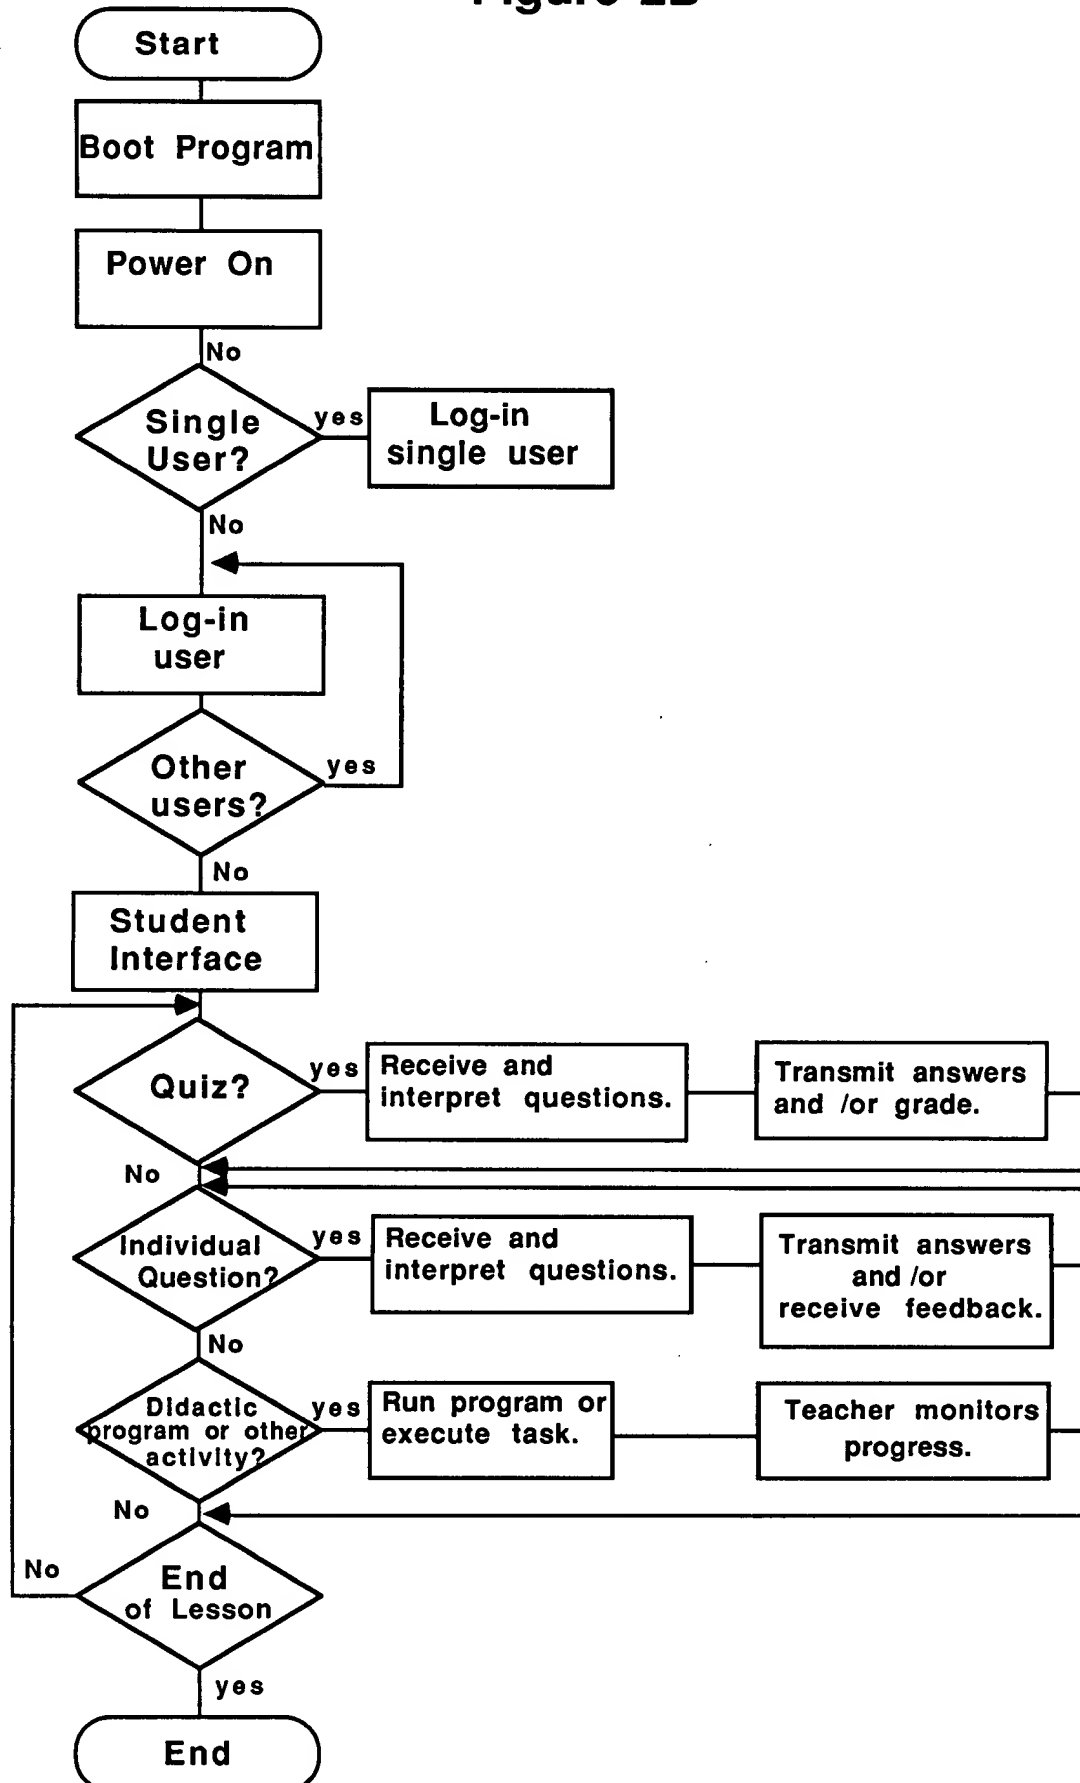 Figure 2B
Start
Boot Program
Power On
No
Single
User?
yes
Log-in
single user
No
Log-in
user
Other
users?
yes
No
Student
Interface
Quiz?
yes
Receive and
interpret questions.
Transmit answers
and /or grade.
No
Individual
Question?
yes
Receive and
interpret questions.
Transmit answers
and /or
receive feedback.
No
Didactic
program or other
activity?
yes
Run program or
execute task.
Teacher monitors
progress.
No
End
of Lesson
No
yes
End